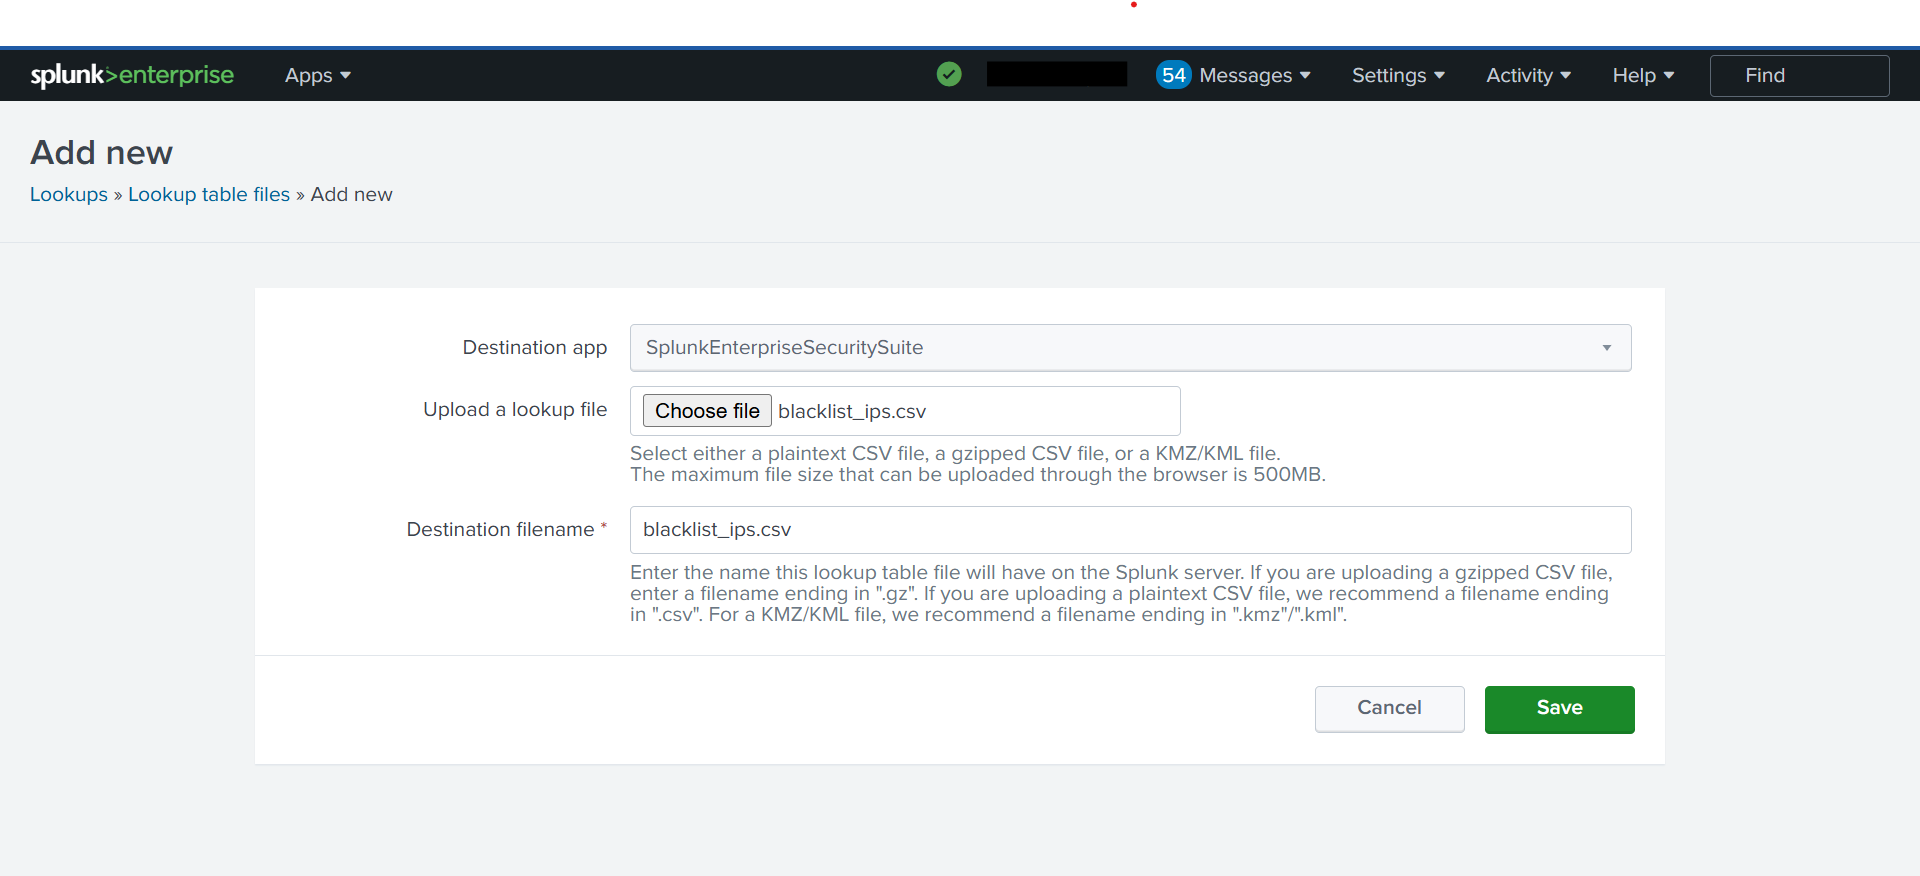 splunk>enterprise Apps 54 Messages Settings Activity Help Find
Add new
Lookups » Lookup table files » Add new
Destination app SplunkEnterpriseSecuritySuite
Upload a lookup file Choose file blacklist_ips.csv
Select either a plaintext CSV file, a gzipped CSV file, or a KMZ/KML file.
The maximum file size that can be uploaded through the browser is 500MB.
Destination filename * blacklist_ips.csv
Enter the name this lookup table file will have on the Splunk server. If you are uploading a gzipped CSV file,
enter a filename ending in ".gz". If you are uploading a plaintext CSV file, we recommend a filename ending
in ".csv". For a KMZ/KML file, we recommend a filename ending in ".kmz"/".kml".
Cancel Save